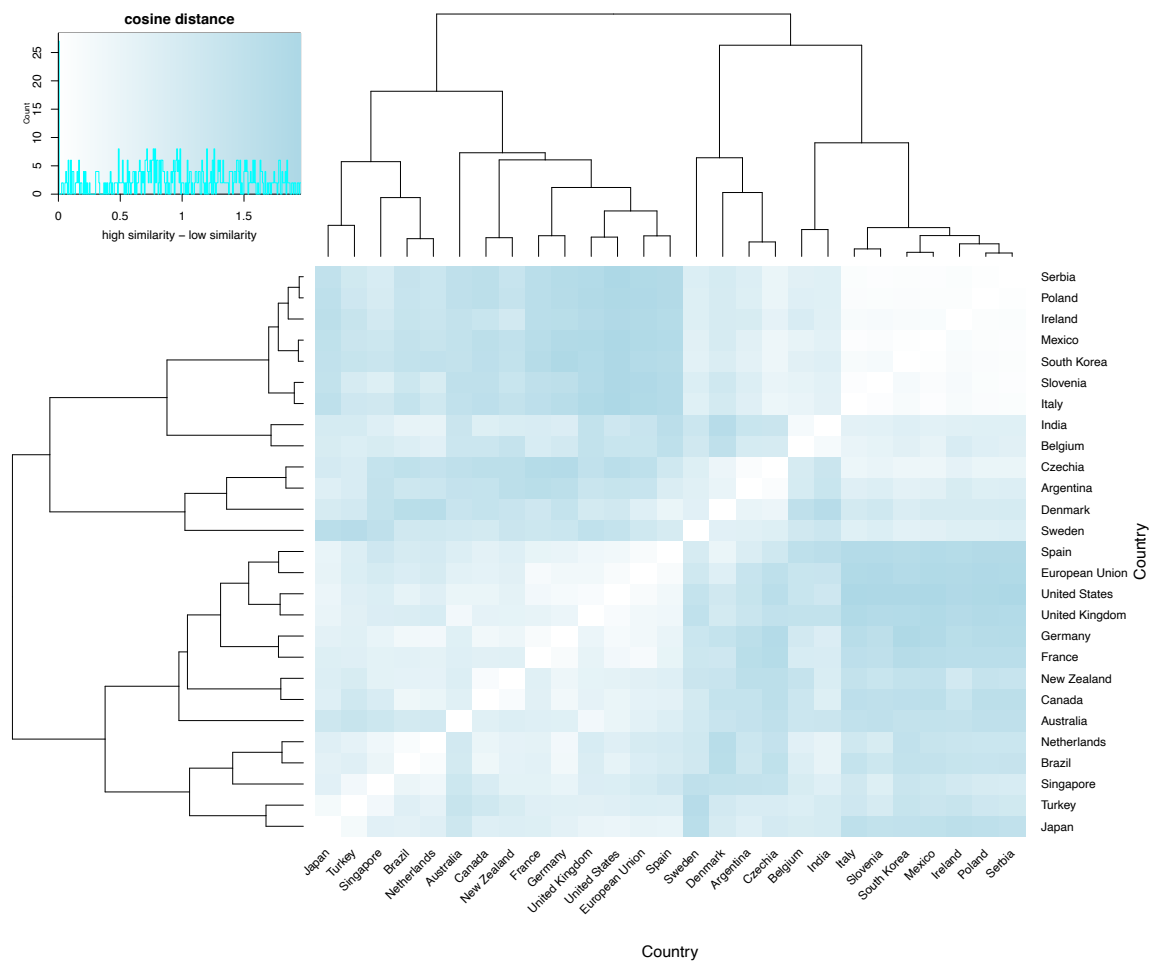 cosine distance
25
20
15
10
5
0
Count
0 0.5 1 1.5
high similarity − low similarity
Serbia
Poland
Ireland
Mexico
South Korea
Slovenia
Italy
India
Belgium
Czechia
Argentina
Denmark
Sweden
Spain
European Union
United States
United Kingdom
Germany
France
New Zealand
Canada
Australia
Netherlands
Brazil
Singapore
Turkey
Japan
Country
Japan
Turkey
Singapore
Brazil
Netherlands
Australia
Canada
New Zealand
France
Germany
United Kingdom
United States
European Union
Spain
Sweden
Denmark
Argentina
Czechia
Belgium
India
Italy
Slovenia
South Korea
Mexico
Ireland
Poland
Serbia
Country